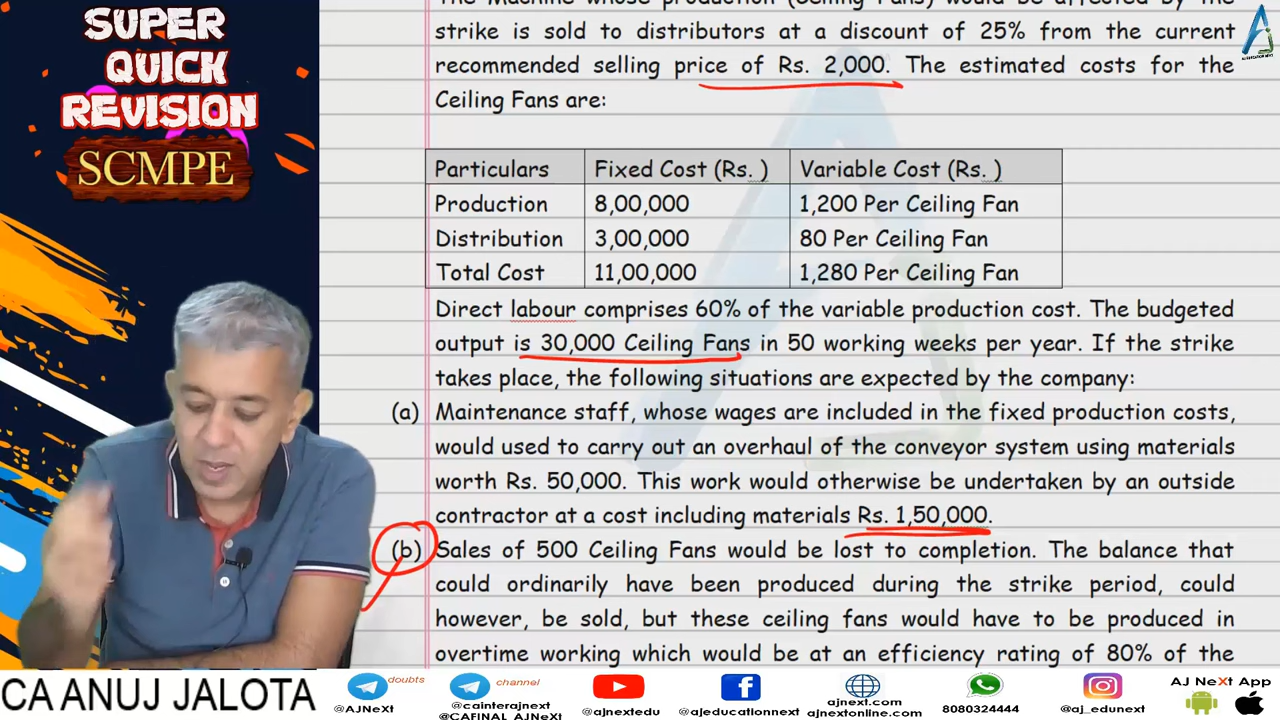 SUPER
QUICK
REVISION
SCMPE
strike is sold to distributors at a discount of 25% from the current
recommended selling price of Rs. 2,000. The estimated costs for the
Ceiling Fans are:
Particulars Fixed Cost (Rs. ) Variable Cost (Rs. )
Production 8,00,000 1,200 Per Ceiling Fan
Distribution 3,00,000 80 Per Ceiling Fan
Total Cost 11,00,000 1,280 Per Ceiling Fan
Direct labour comprises 60% of the variable production cost. The budgeted
output is 30,000 Ceiling Fans in 50 working weeks per year. If the strike
takes place, the following situations are expected by the company:
(a) Maintenance staff, whose wages are included in the fixed production costs,
would used to carry out an overhaul of the conveyor system using materials
worth Rs. 50,000. This work would otherwise be undertaken by an outside
contractor at a cost including materials Rs. 1,50,000.
(b) Sales of 500 Ceiling Fans would be lost to completion. The balance that
could ordinarily have been produced during the strike period, could
however, be sold, but these ceiling fans would have to be produced in
overtime working which would be at an efficiency rating of 80% of the
CA ANUJ JALOTA
doubts
@AJNeXt
channel
@cainterajnext
@CAFINAL_AJNeXt
@ajnextedu
@ajeducationnext
ajnext.com
ajnextonline.com
8080324444
@aj_edunext
AJ NeXt App